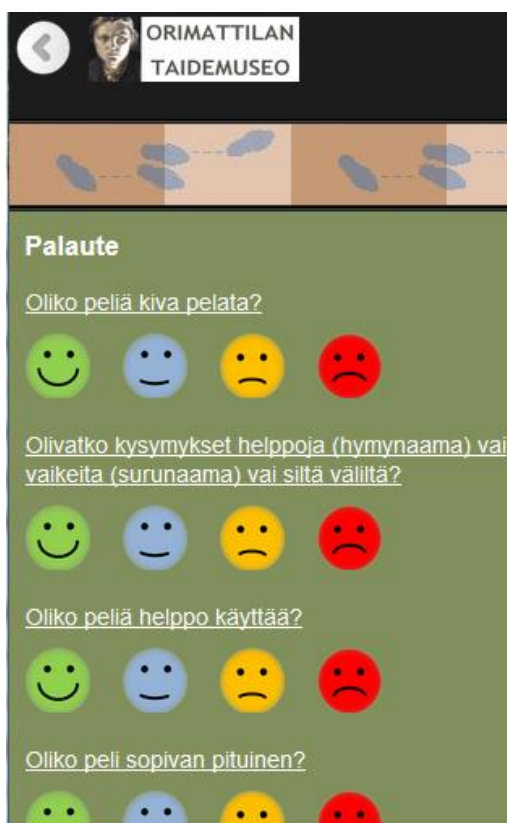 ORIMATTILAN
TAIDEMUSEO
Palaute
Oliko peliä kiva pelata?
Olivatko kysymykset helppoja (hymynaama) vai
vaikeita (surunaama) vai siltä väliltä?
Oliko peliä helppo käyttää?
Oliko peli sopivan pituinen?